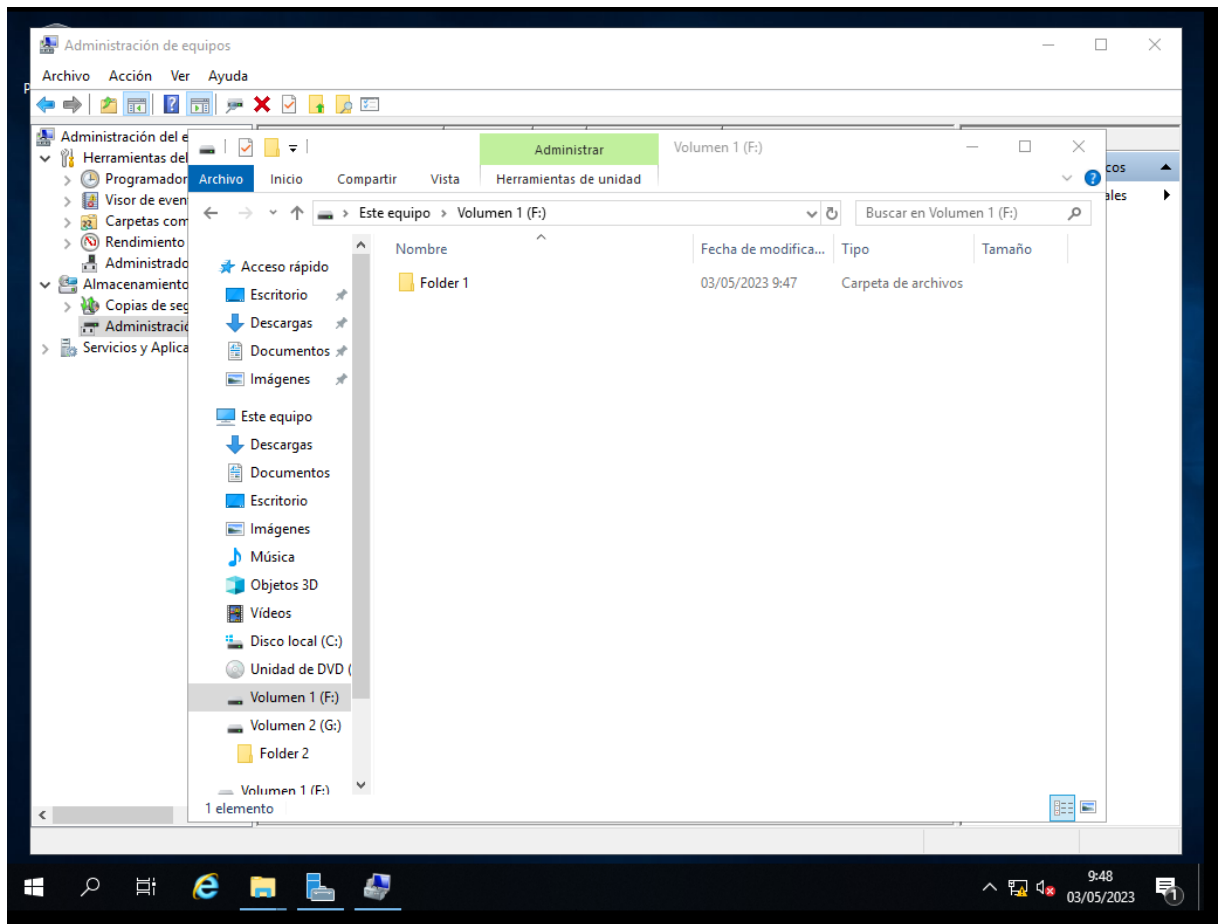 Administración de equipos
Archivo Acción Ver Ayuda
Administración del e
Herramientas del
Programador
Visor de even
Carpetas com
Rendimiento
Administrado
Almacenamiento
Copias de seg
Administració
Servicios y Aplica
Administrar
Volumen 1 (F:)
Archivo Inicio Compartir Vista Herramientas de unidad
Este equipo > Volumen 1 (F:)
Buscar en Volumen 1 (F:)
Nombre Fecha de modifica... Tipo Tamaño
Folder 1 03/05/2023 9:47 Carpeta de archivos
Acceso rápido
Escritorio
Descargas
Documentos
Imágenes
Este equipo
Descargas
Documentos
Escritorio
Imágenes
Música
Objetos 3D
Vídeos
Disco local (C:)
Unidad de DVD (
Volumen 1 (F:)
Volumen 2 (G:)
Folder 2
Volumen 1 (F:)
1 elemento
cos
ales
9:48
03/05/2023
1